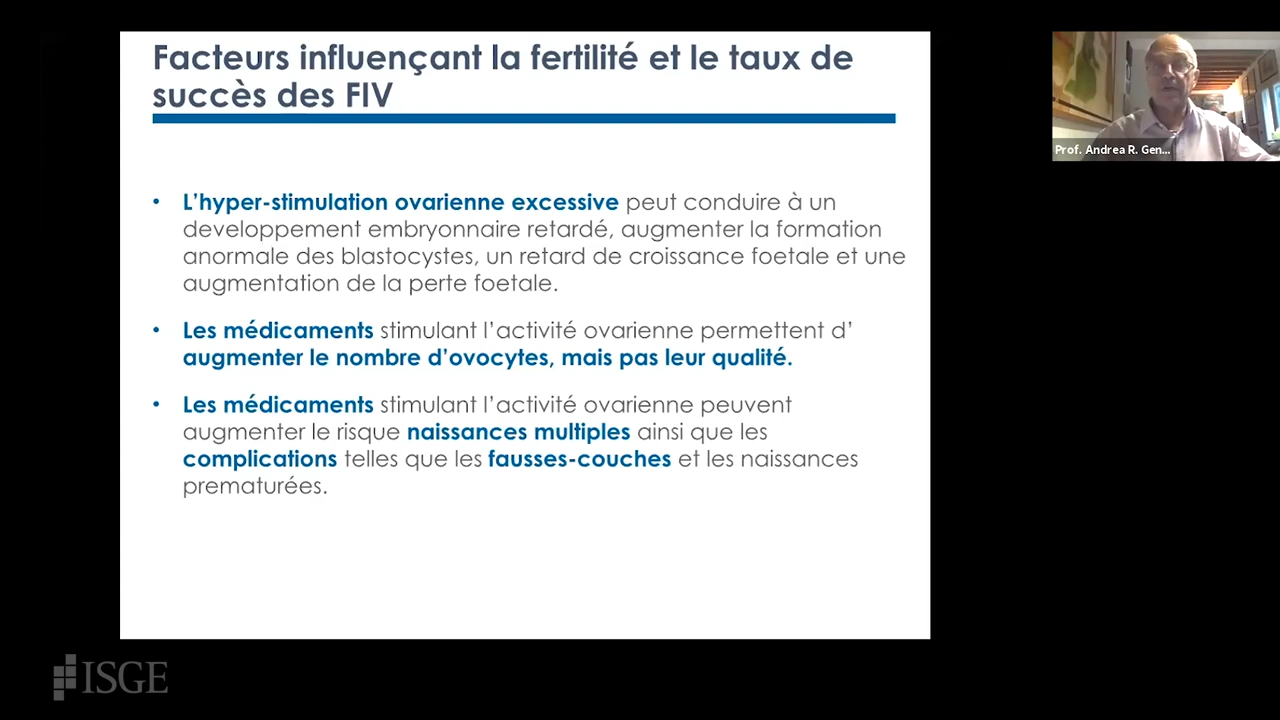 Facteurs influençant la fertilité et le taux de
succès des FIV
• L’hyper-stimulation ovarienne excessive peut conduire à un
developpement embryonnaire retardé, augmenter la formation
anormale des blastocystes, un retard de croissance foetale et une
augmentation de la perte foetale.
• Les médicaments stimulant l’activité ovarienne permettent d’
augmenter le nombre d’ovocytes, mais pas leur qualité.
• Les médicaments stimulant l’activité ovarienne peuvent
augmenter le risque naissances multiples ainsi que les
complications telles que les fausses-couches et les naissances
prematurées.
Prof. Andrea R. Gen...
ISGE